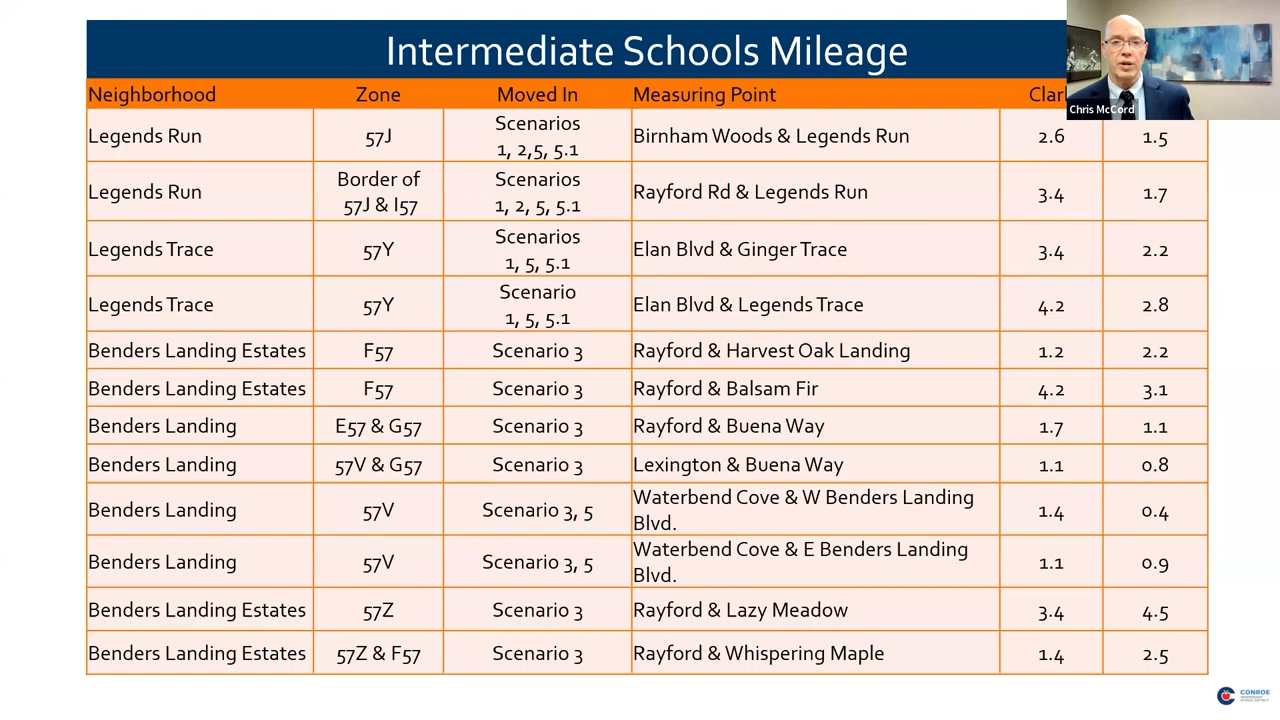 Intermediate Schools Mileage
Neighborhood Zone Moved In Measuring Point Clar
Chris McCord
Legends Run 57J Scenarios 1, 2,5, 5.1 Birnham Woods & Legends Run 2.6 1.5
Legends Run Border of 57J & I57 Scenarios 1, 2, 5, 5.1 Rayford Rd & Legends Run 3.4 1.7
Legends Trace 57Y Scenarios 1, 5, 5.1 Elan Blvd & Ginger Trace 3.4 2.2
Legends Trace 57Y Scenario 1, 5, 5.1 Elan Blvd & Legends Trace 4.2 2.8
Benders Landing Estates F57 Scenario 3 Rayford & Harvest Oak Landing 1.2 2.2
Benders Landing Estates F57 Scenario 3 Rayford & Balsam Fir 4.2 3.1
Benders Landing E57 & G57 Scenario 3 Rayford & Buena Way 1.7 1.1
Benders Landing 57V & G57 Scenario 3 Lexington & Buena Way 1.1 0.8
Benders Landing 57V Scenario 3, 5 Waterbend Cove & W Benders Landing Blvd. 1.4 0.4
Benders Landing 57V Scenario 3, 5 Waterbend Cove & E Benders Landing Blvd. 1.1 0.9
Benders Landing Estates 57Z Scenario 3 Rayford & Lazy Meadow 3.4 4.5
Benders Landing Estates 57Z & F57 Scenario 3 Rayford & Whispering Maple 1.4 2.5
CONROE